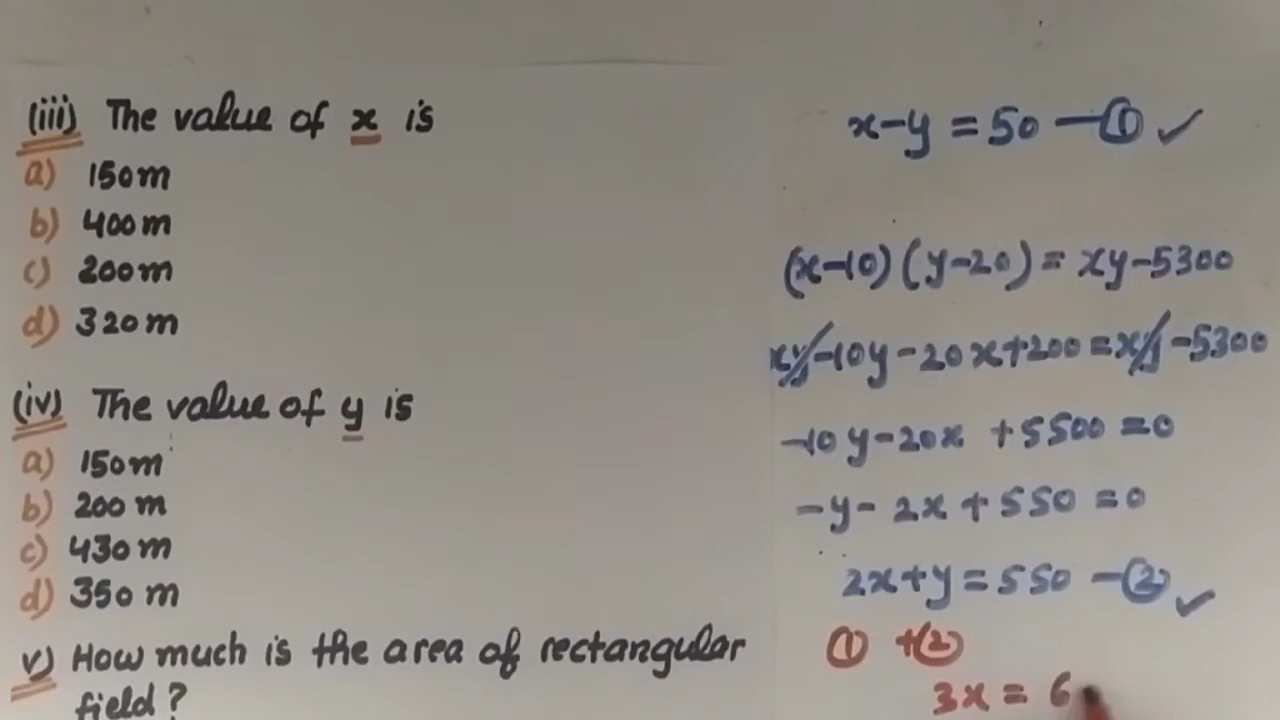 (iii) The value of x is
a) 150m
b) 400m
c) 200m
d) 320m
(iv) The value of y is
a) 150m
b) 200 m
c) 430 m
d) 350 m
v) How much is the area of rectangular
field?
x-y = 50 —①✓
(x-10)(y-20) = xy-5300
xy-10y-20x+200 = xy-5300
-10y-20x +5500 =0
-y- 2x + 550 =0
2x+y = 550 -②✓
① +②
3x = 6